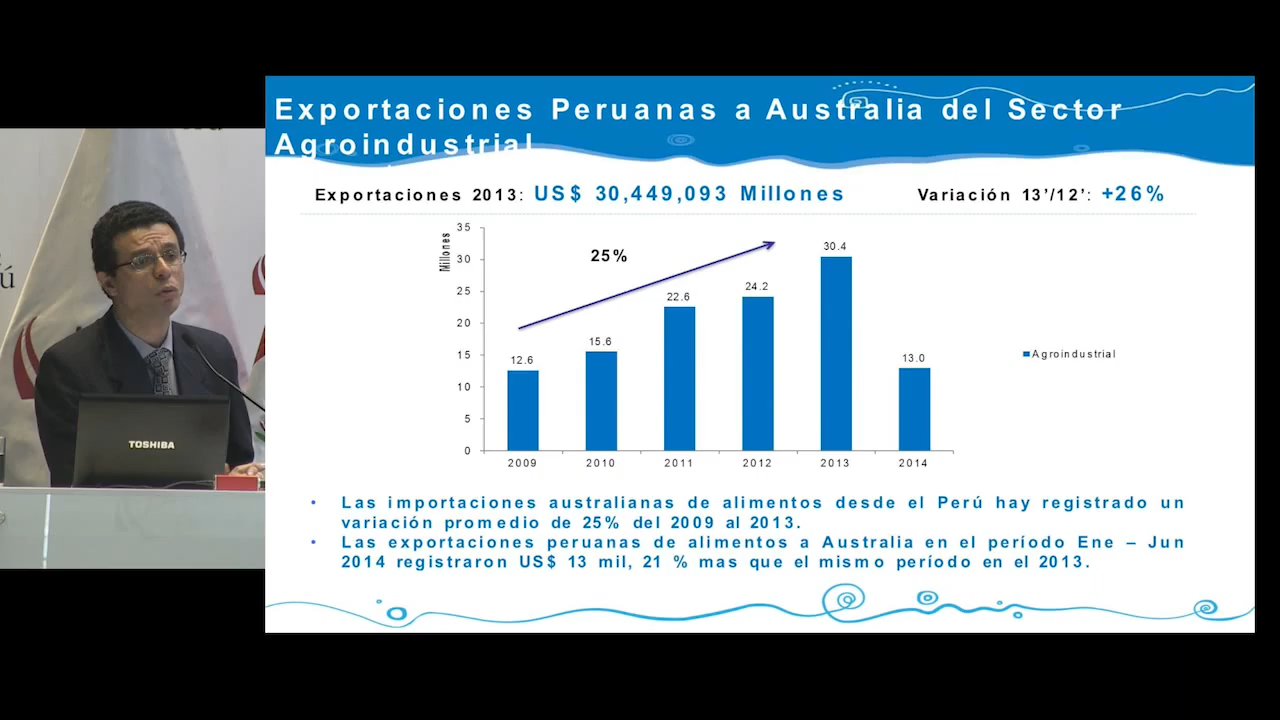 Exportaciones Peruanas a Australia del Sector
Agroindustrial
Exportaciones 2013: US$ 30,449,093 Millones
Variación 13'/12': +26%
Millones
35
30
25
20
15
10
5
0
25%
12.6
15.6
22.6
24.2
30.4
13.0
2009 2010 2011 2012 2013 2014
Agroindustrial
• Las importaciones australianas de alimentos desde el Perú hay registrado un
variación promedio de 25% del 2009 al 2013.
• Las exportaciones peruanas de alimentos a Australia en el período Ene – Jun
2014 registraron US$ 13 mil, 21 % mas que el mismo período en el 2013.
TOSHIBA